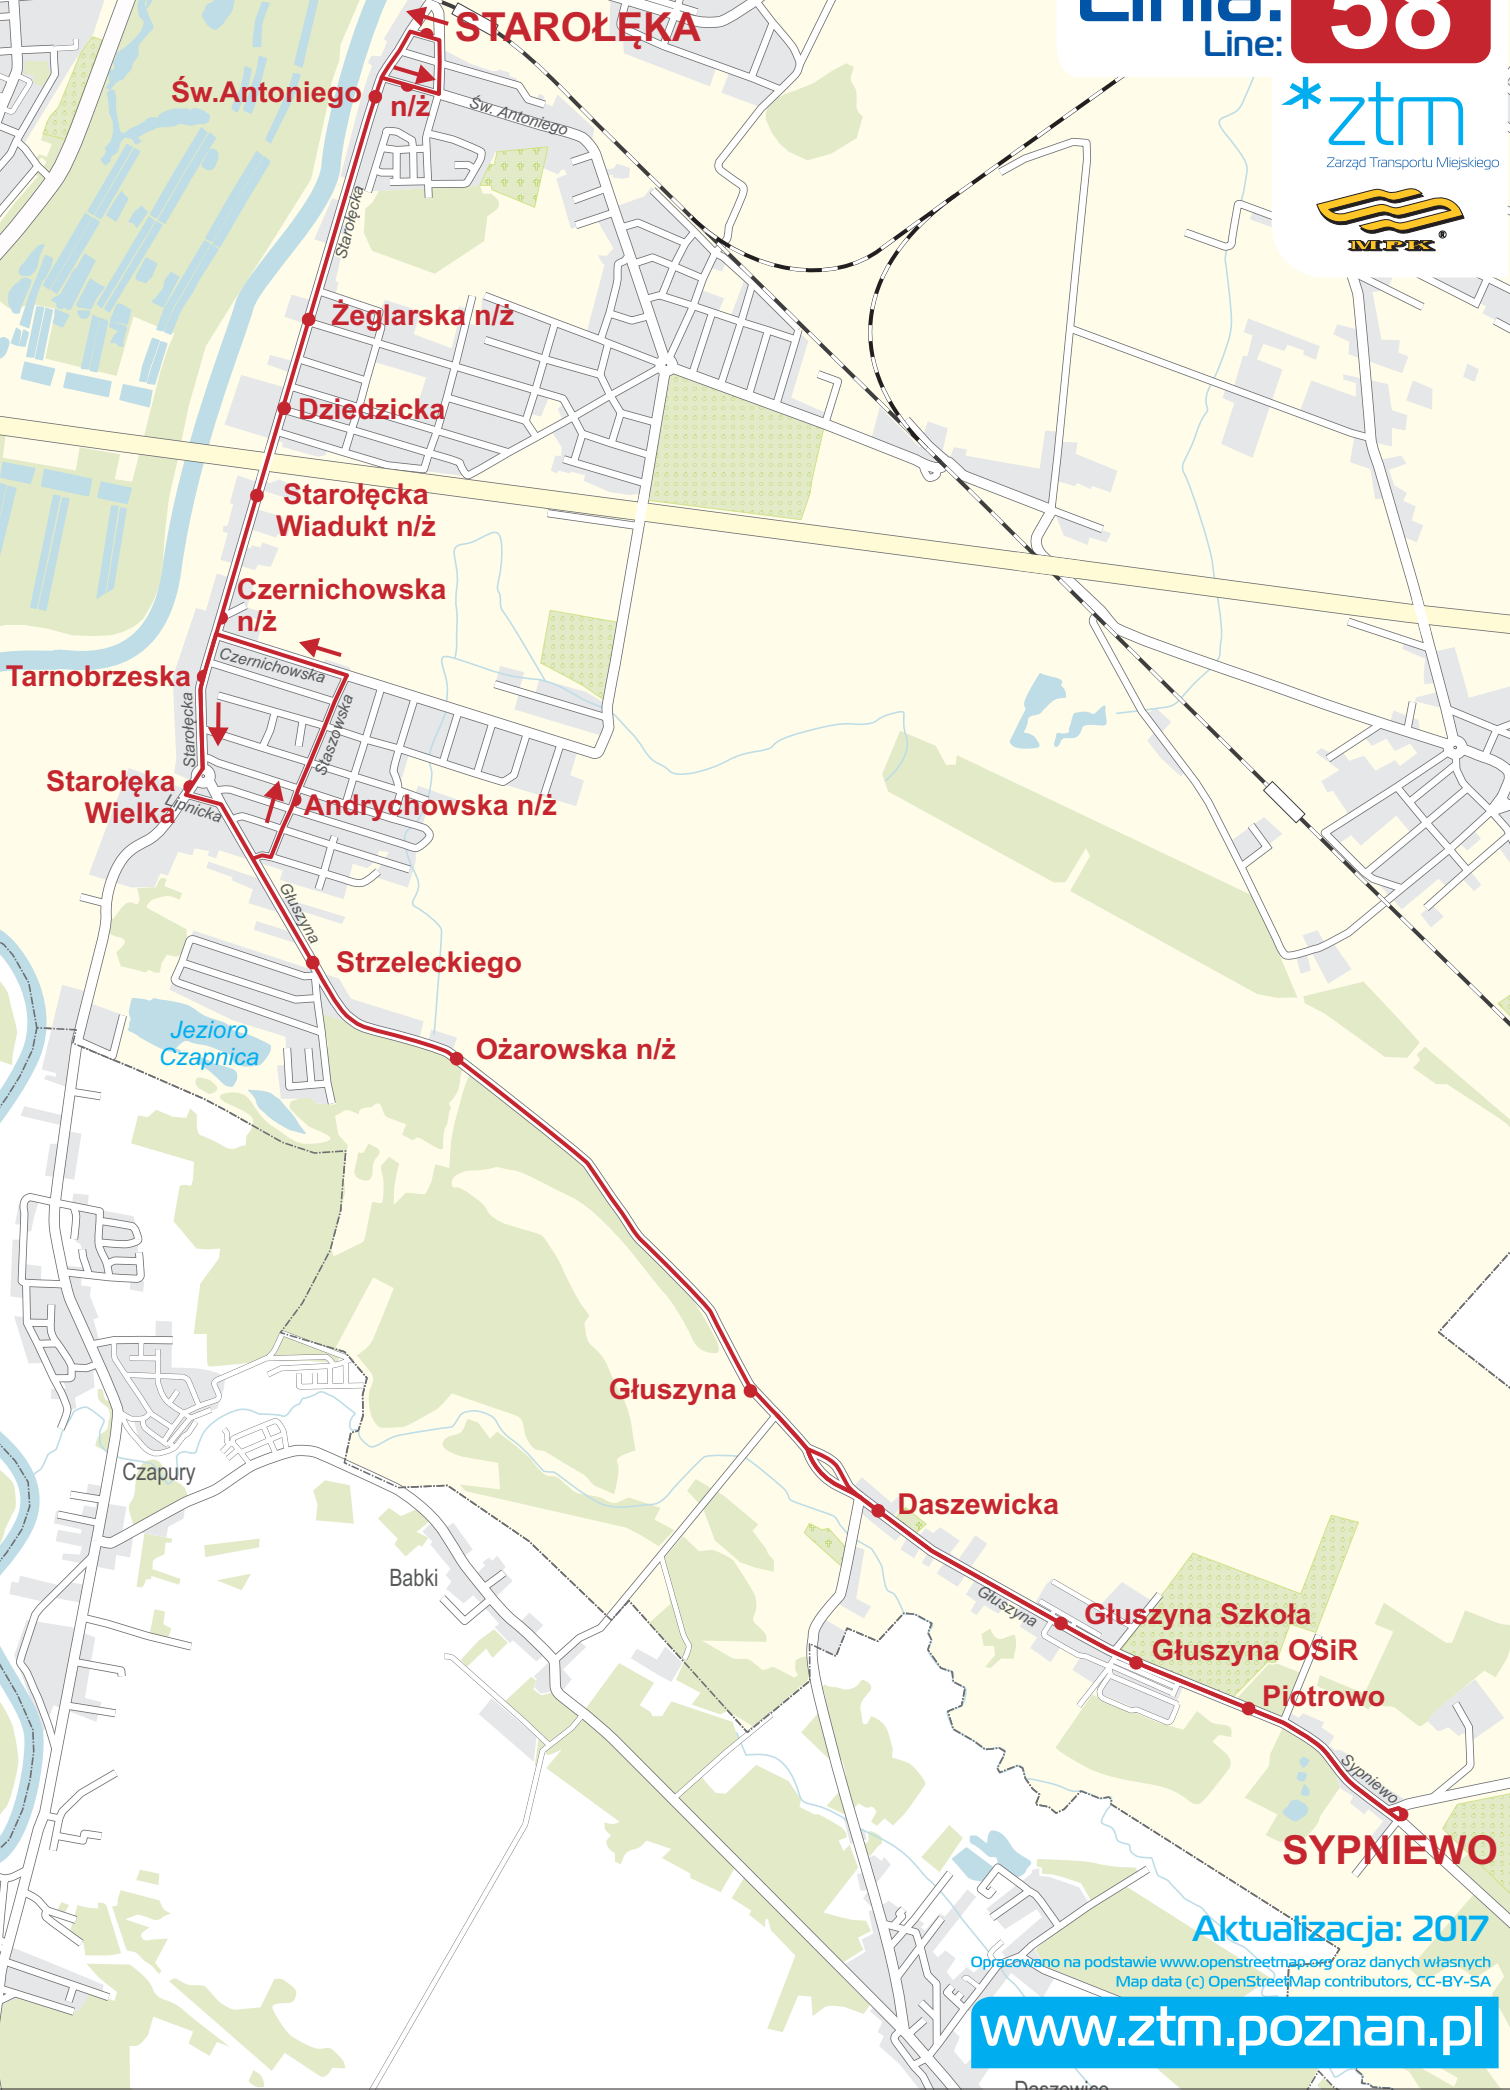 Linia:
Line:
58
ztm
Zarząd Transportu Miejskiego
MPK
®
STAROŁĘKA
Św.Antoniego
n/ż
Św. Antoniego
Starołęcka
Żeglarska n/ż
Dziedzicka
Starołęcka
Wiadukt n/ż
Czernichowska
n/ż
Czernichowska
Tarnobrzeska
Starołęcka
Staszowska
Starołęka
Wielka
Lipnicka
Andrychowska n/ż
Głuszyna
Strzeleckiego
Jezioro
Czapnica
Ożarowska n/ż
Głuszyna
Czapury
Daszewicka
Babki
Głuszyna
Głuszyna Szkoła
Głuszyna OSiR
Piotrowo
Sypniewo
SYPNIEWO
Aktualizacja: 2017
Opracowano na podstawie www.openstreetmap.org oraz danych własnych
Map data (c) OpenStreetMap contributors, CC-BY-SA
www.ztm.poznan.pl
Daszewice